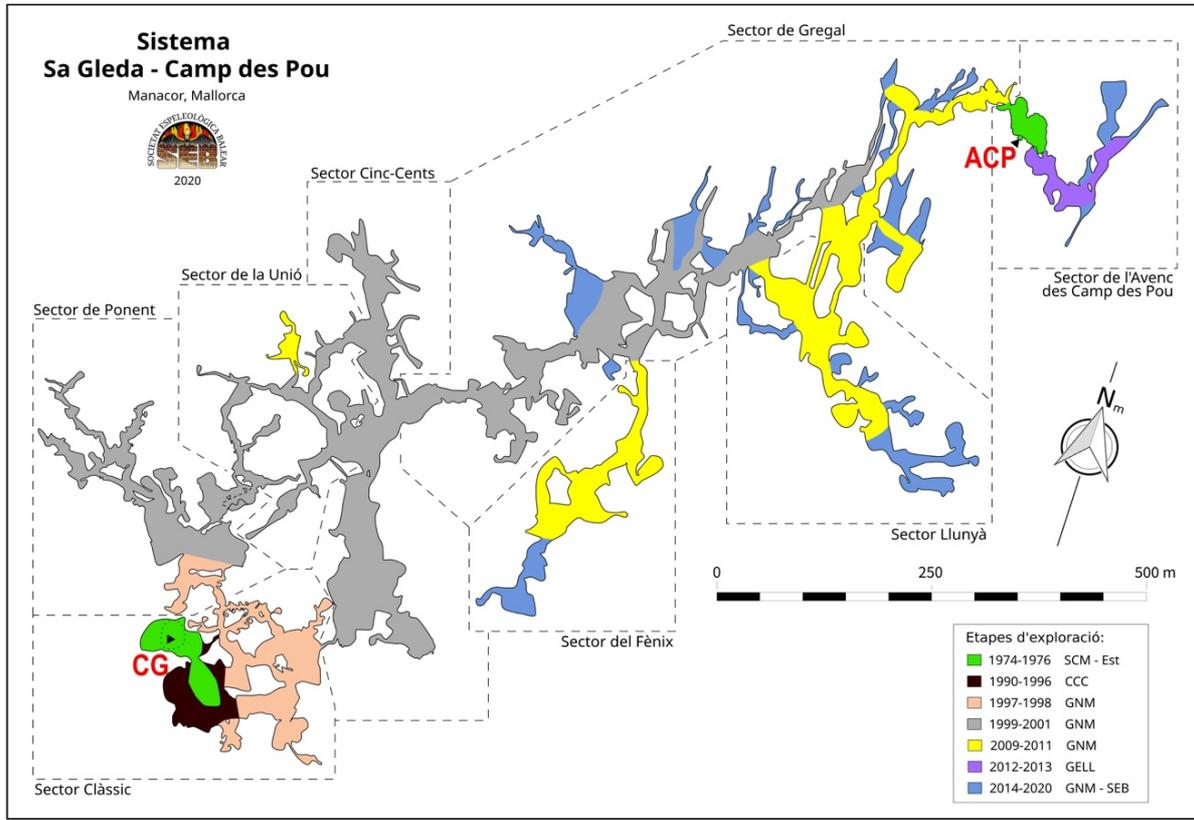 Sistema
Sa Gleda - Camp des Pou
Manacor, Mallorca
SOCIETAT ESPELEOLÒGICA BALEAR
SEB
2020
Sector de Gregal
Sector Cinc-Cents
Sector de la Unió
Sector de Ponent
ACP
Sector de l'Avenc
des Camp des Pou
Nm
Sector Llunyà
0 250 500 m
Sector del Fènix
CG
Sector Clàssic
Etapes d'exploració:
1974-1976 SCM - Est
1990-1996 CCC
1997-1998 GNM
1999-2001 GNM
2009-2011 GNM
2012-2013 GELL
2014-2020 GNM - SEB